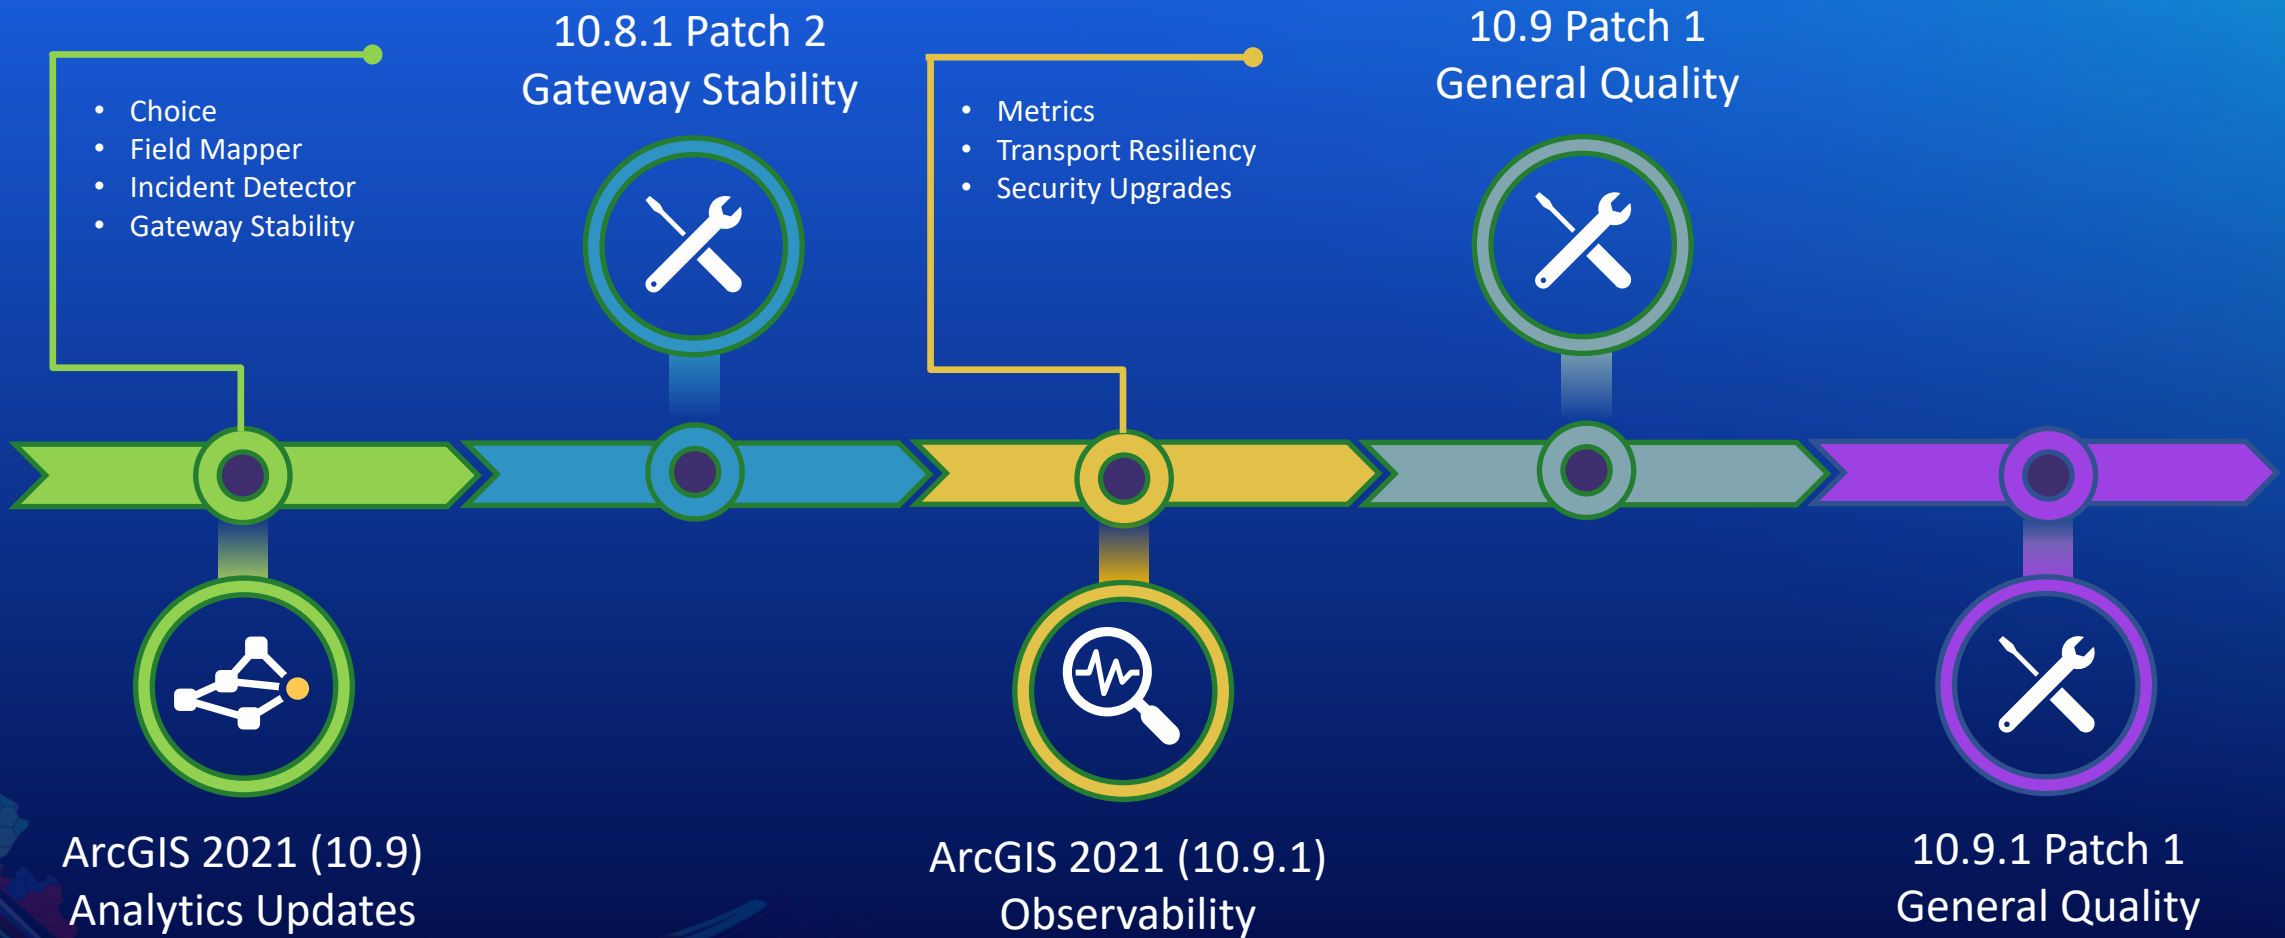 10.8.1 Patch 2
Gateway Stability
10.9 Patch 1
General Quality
• Choice
• Field Mapper
• Incident Detector
• Gateway Stability
• Metrics
• Transport Resiliency
• Security Upgrades
ArcGIS 2021 (10.9)
Analytics Updates
ArcGIS 2021 (10.9.1)
Observability
10.9.1 Patch 1
General Quality